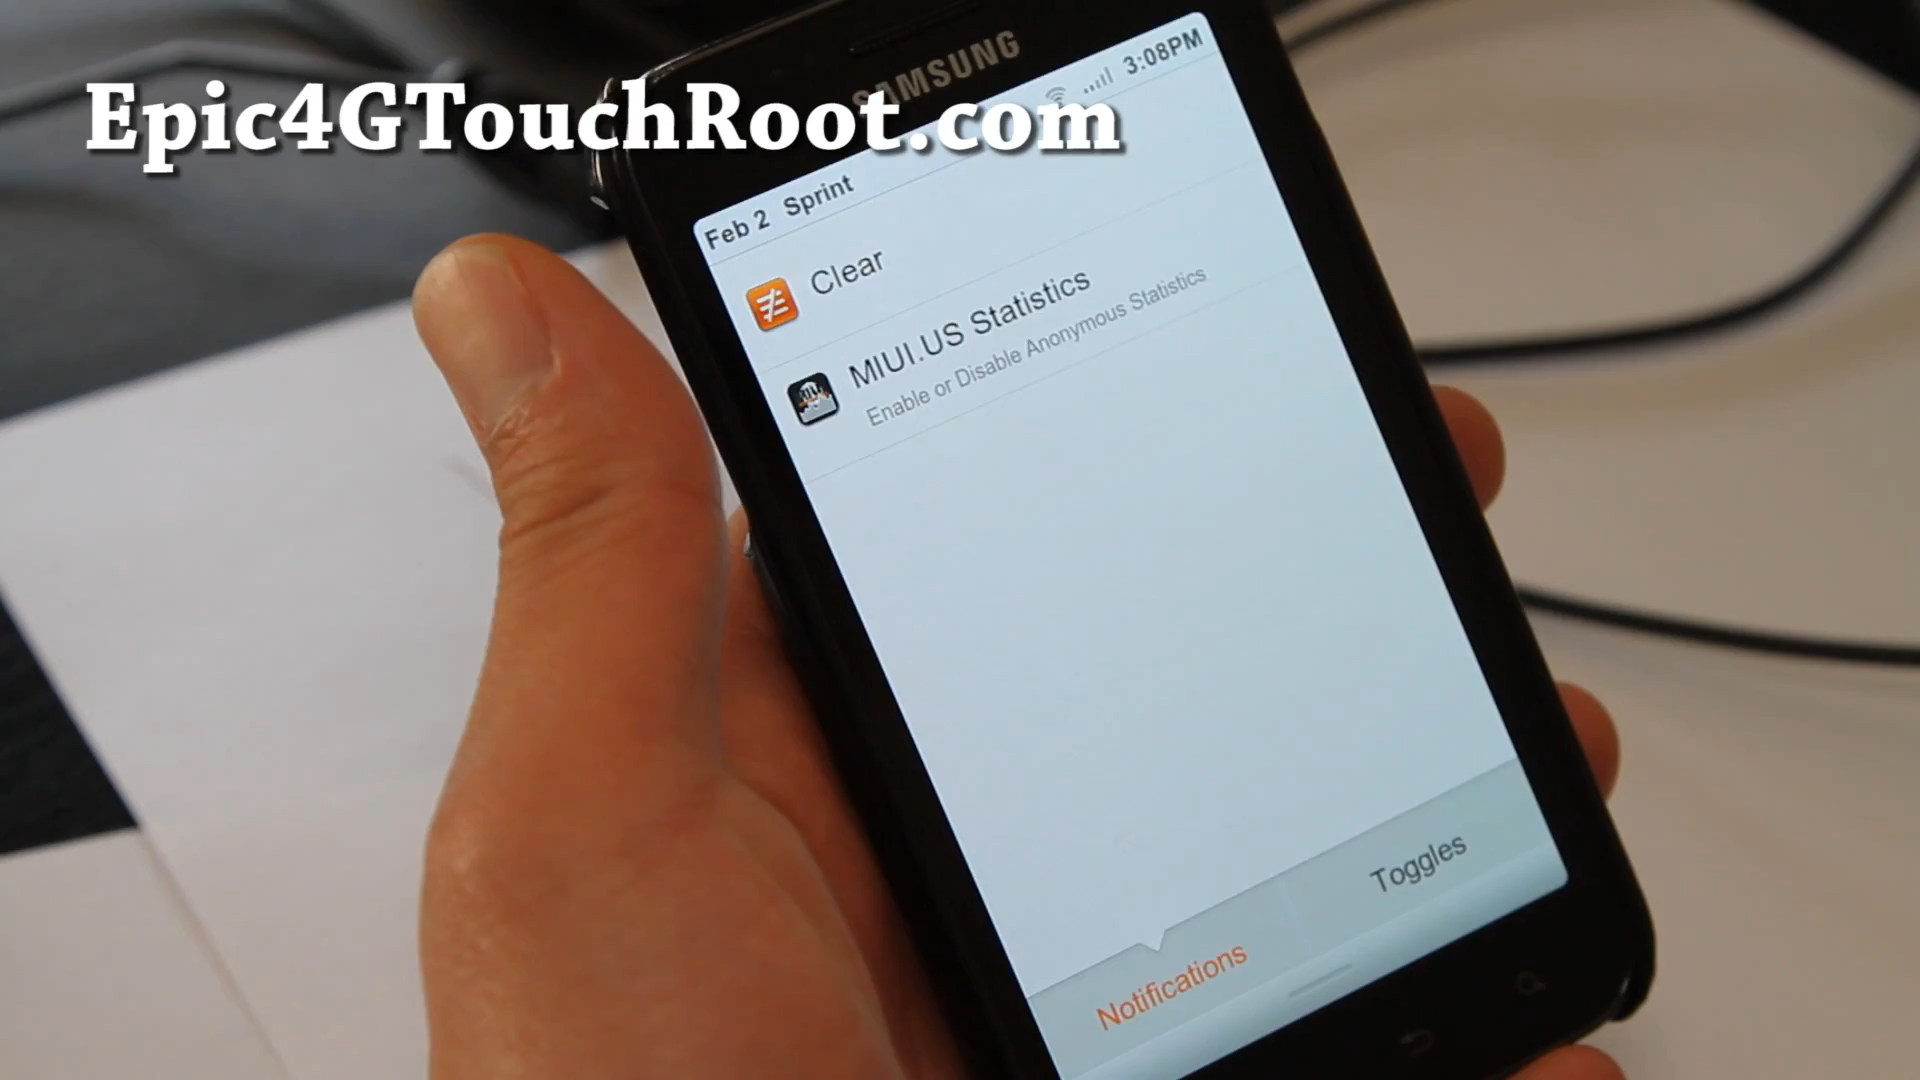 Epic4GTouchRoot.com
SAMSUNG
3:08PM
Feb 2 Sprint
Clear
MIUI.US Statistics
Enable or Disable Anonymous Statistics
Notifications
Toggles